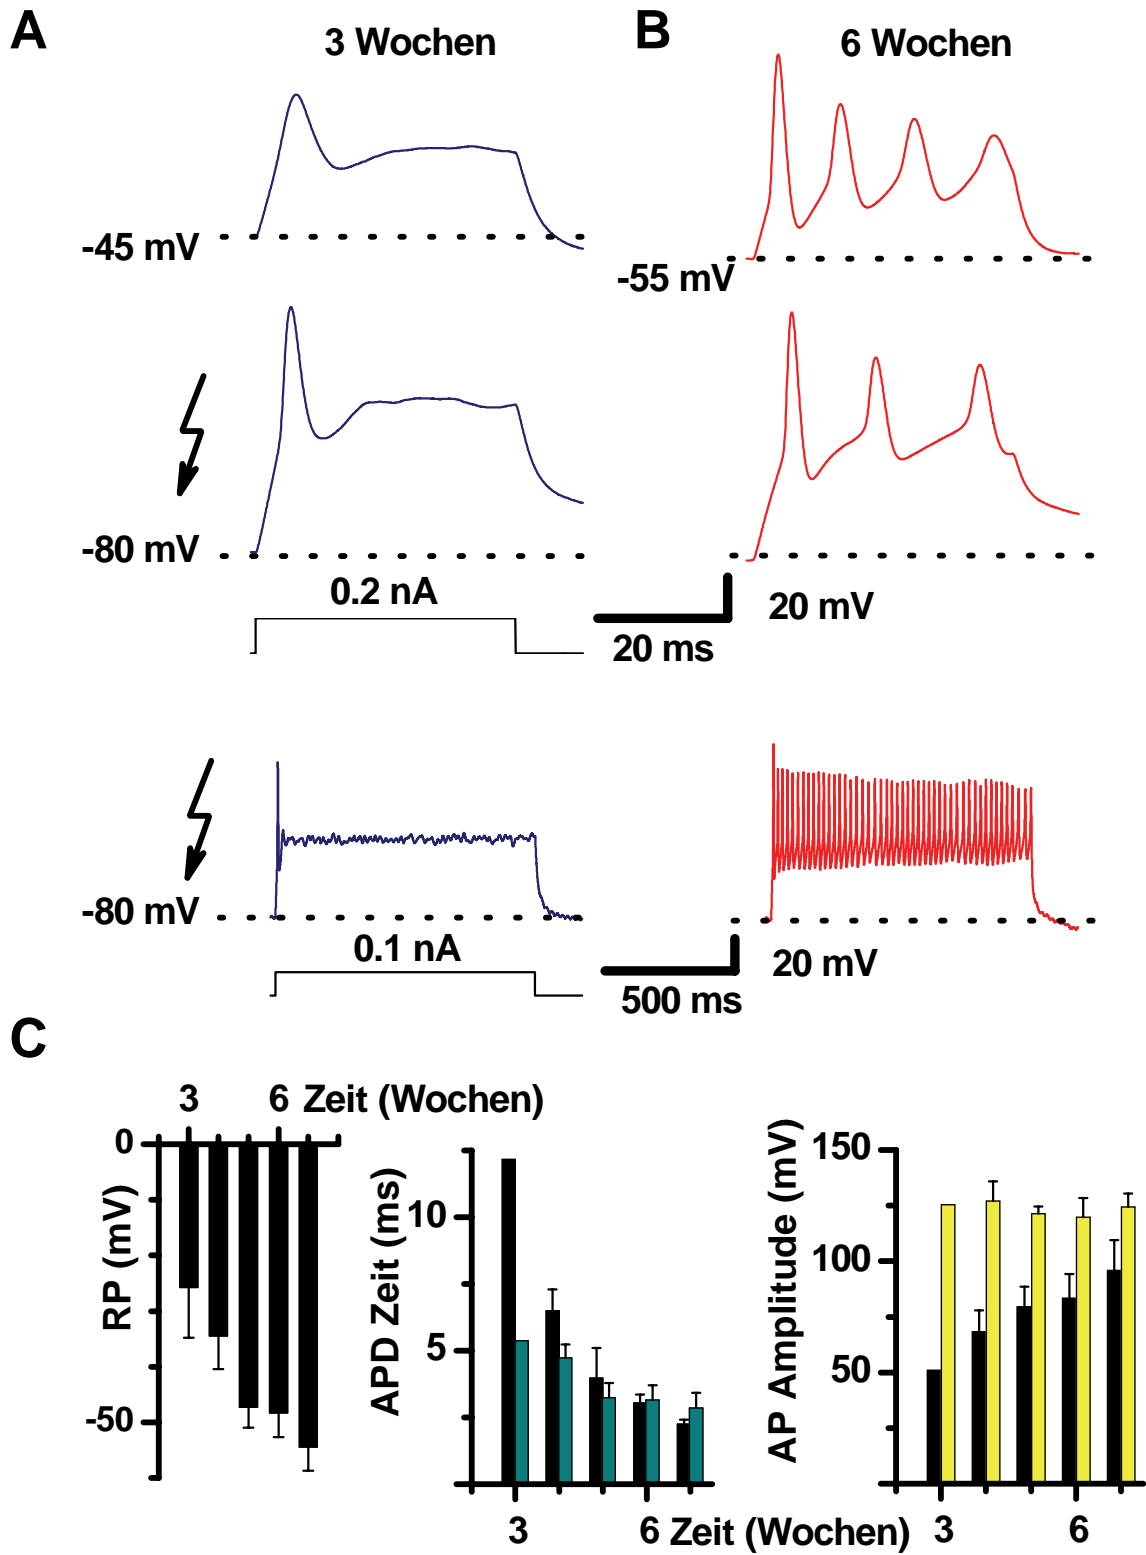 A
3 Wochen
B
6 Wochen
-45 mV
-55 mV
-80 mV
0.2 nA
20 mV
20 ms
-80 mV
0.1 nA
20 mV
500 ms
C
3
6 Zeit (Wochen)
0
-50
RP (mV)
10
5
APD Zeit (ms)
3
6 Zeit (Wochen)
150
100
50
AP Amplitude (mV)
3
6